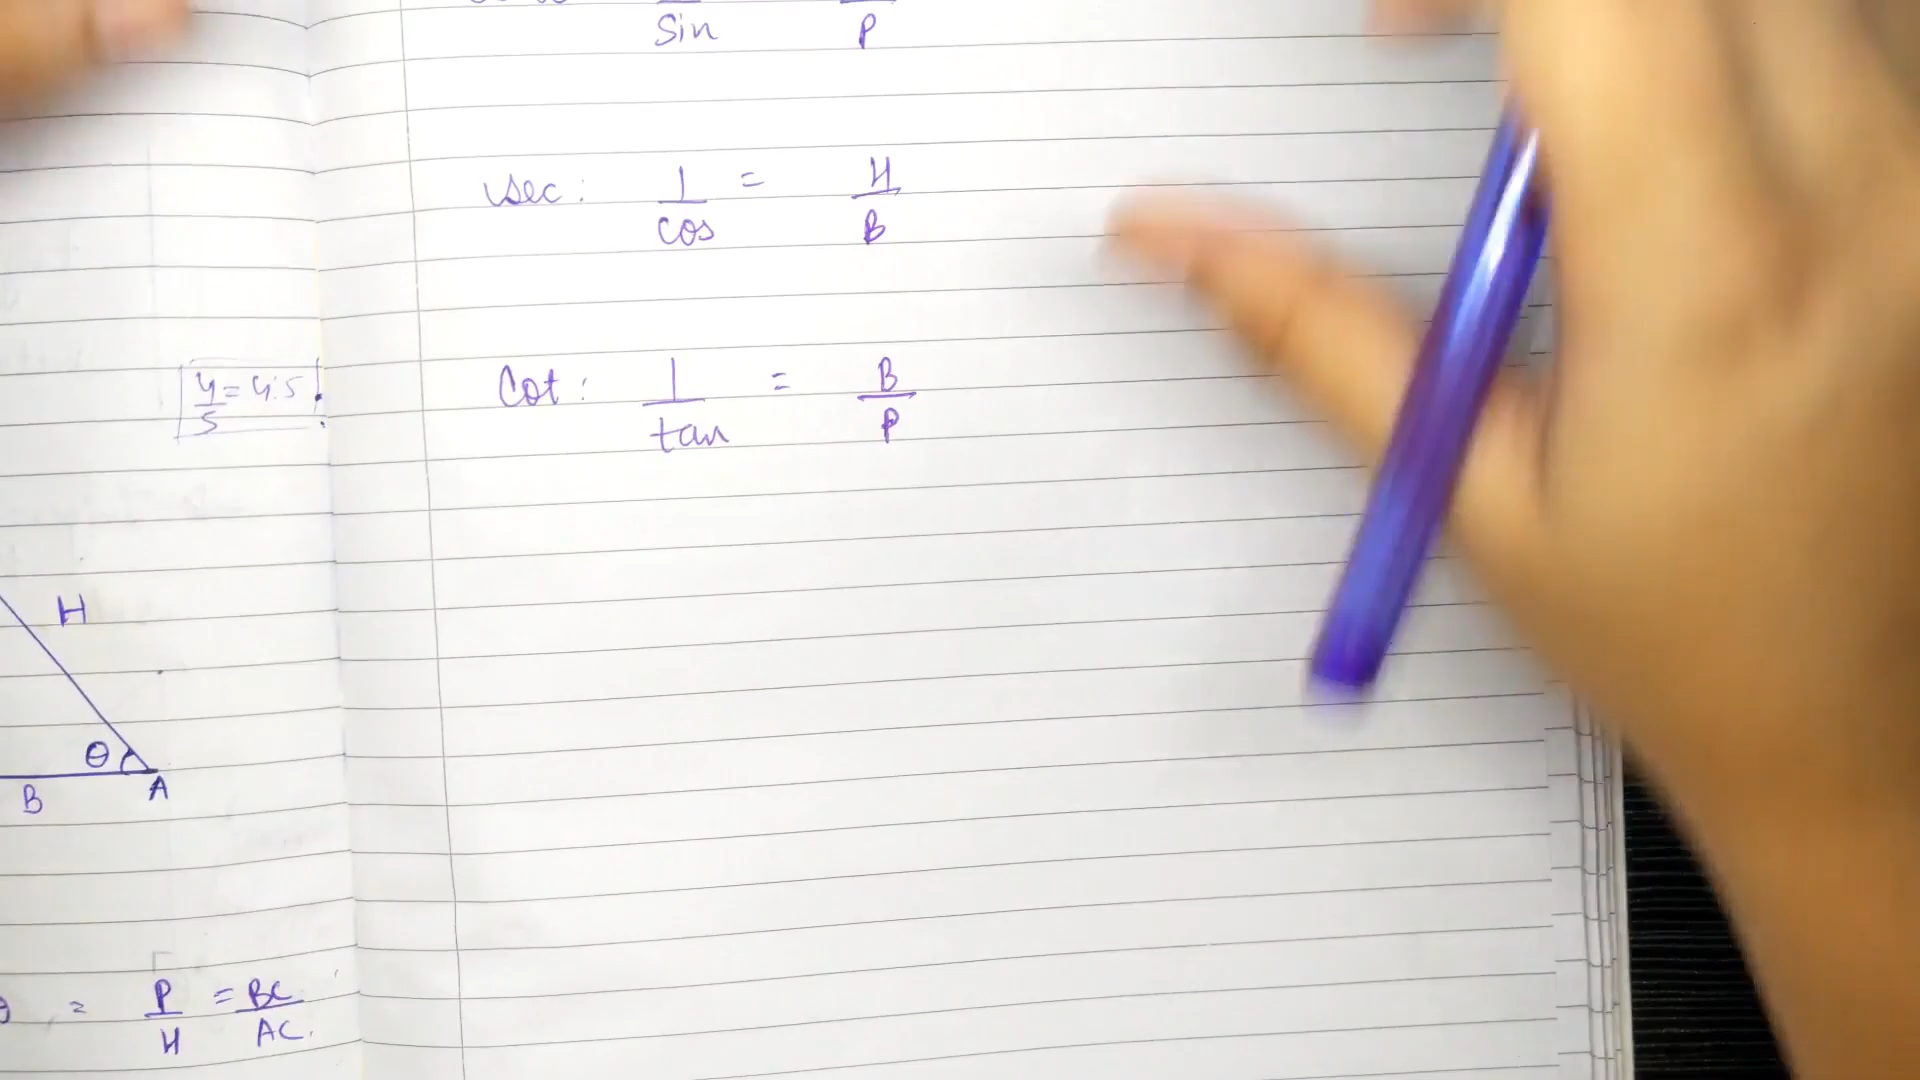 Sin P
Sec: 1/cos = H/B
Cot: 1/tan = B/P
4/5 = 4:5
H
θ
B A
= P/H = BC/AC.